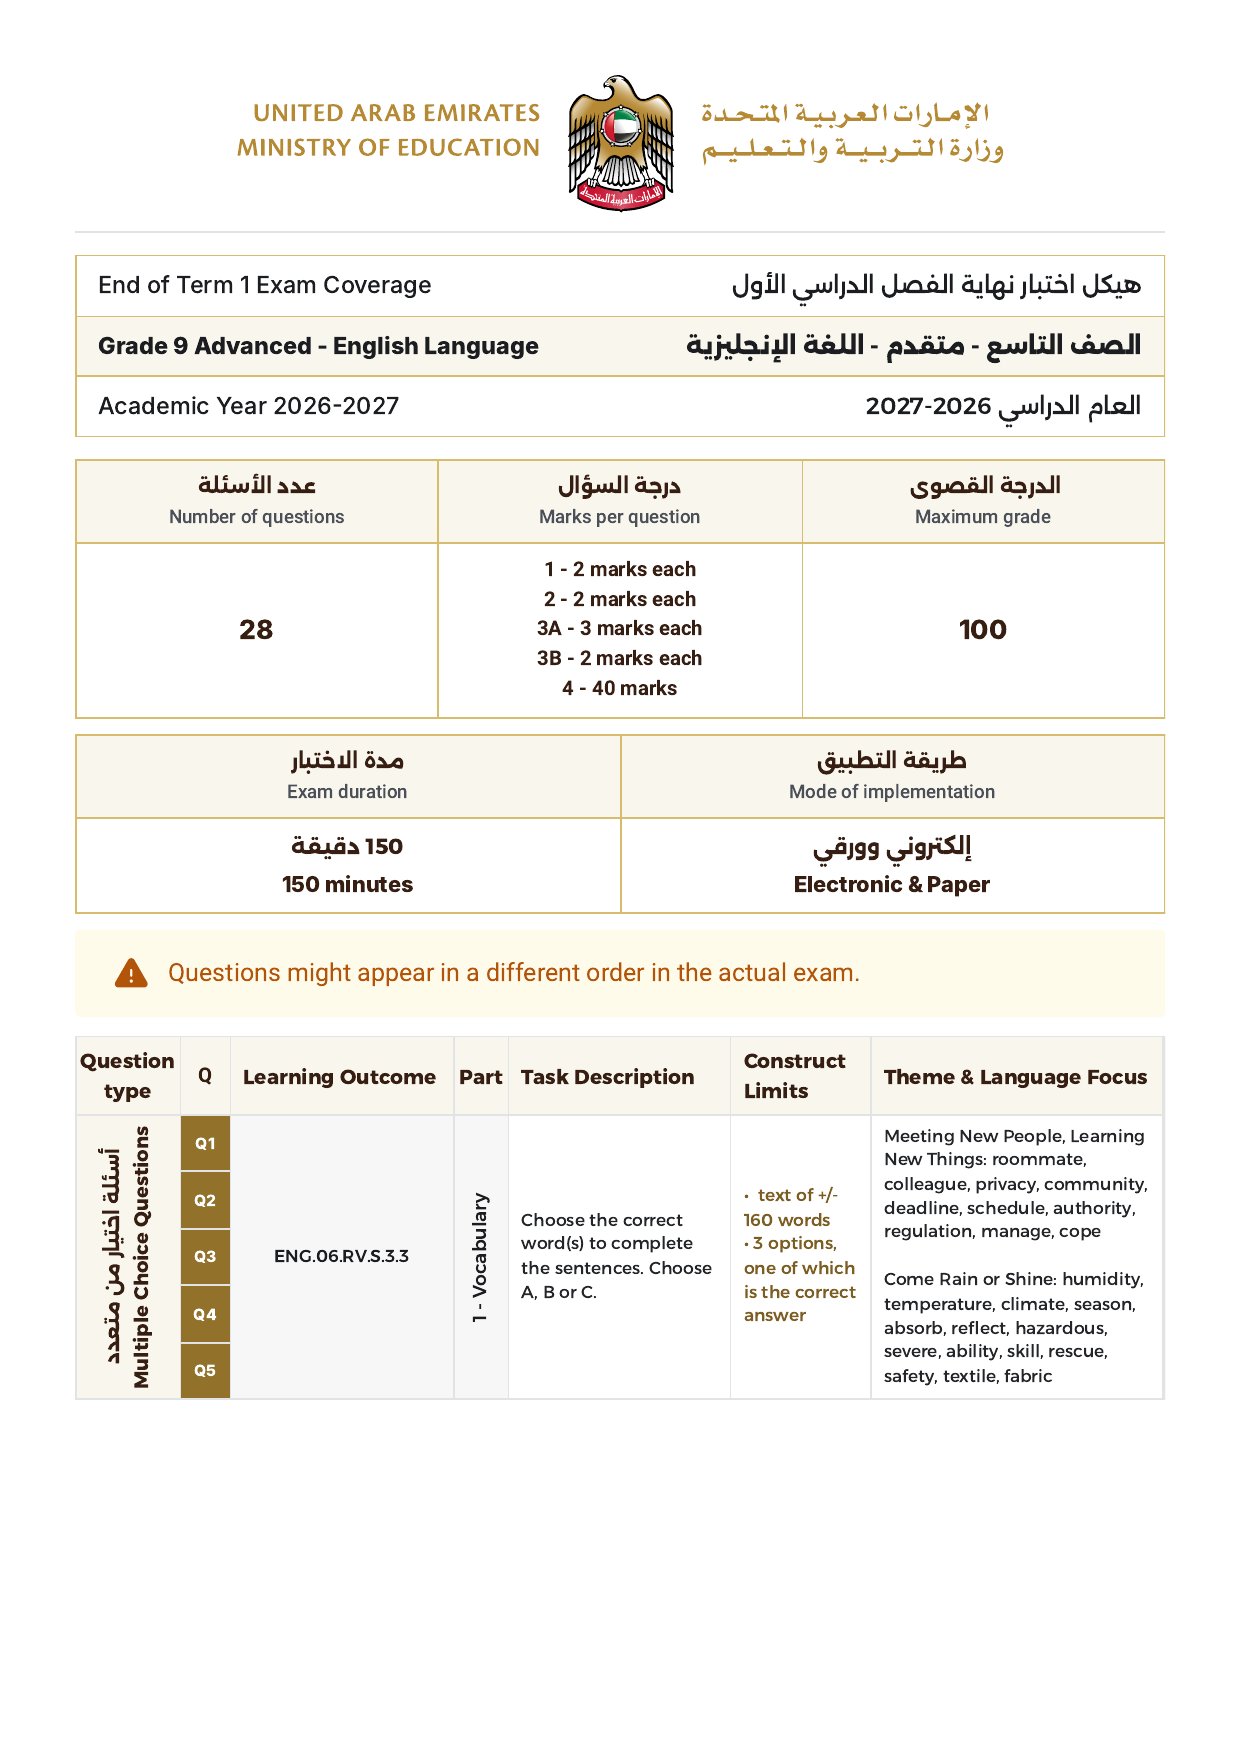 UNITED ARAB EMIRATES
MINISTRY OF EDUCATION
الإمارات العربية المتحدة
وزارة التربية والتعليم
الإمارات العربية المتحدة
End of Term 1 Exam Coverage
هيكل اختبار نهاية الفصل الدراسي الأول
Grade 9 Advanced - English Language
الصف التاسع - متقدم - اللغة الإنجليزية
Academic Year 2026-2027
العام الدراسي 2026-2027
عدد الأسئلة
Number of questions
درجة السؤال
Marks per question
الدرجة القصوى
Maximum grade
28
1 - 2 marks each
2 - 2 marks each
3A - 3 marks each
3B - 2 marks each
4 - 40 marks
100
مدة الاختبار
Exam duration
طريقة التطبيق
Mode of implementation
150 دقيقة
150 minutes
إلكتروني وورقي
Electronic & Paper
Questions might appear in a different order in the actual exam.
Question
type
Q
Learning Outcome
Part
Task Description
Construct
Limits
Theme & Language Focus
أسئلة اختيار من متعدد
Multiple Choice Questions
Q1
Q2
Q3
Q4
Q5
ENG.06.RV.S.3.3
1 - Vocabulary
Choose the correct
word(s) to complete
the sentences. Choose
A, B or C.
• text of +/-
160 words
• 3 options,
one of which
is the correct
answer
Meeting New People, Learning
New Things: roommate,
colleague, privacy, community,
deadline, schedule, authority,
regulation, manage, cope
Come Rain or Shine: humidity,
temperature, climate, season,
absorb, reflect, hazardous,
severe, ability, skill, rescue,
safety, textile, fabric